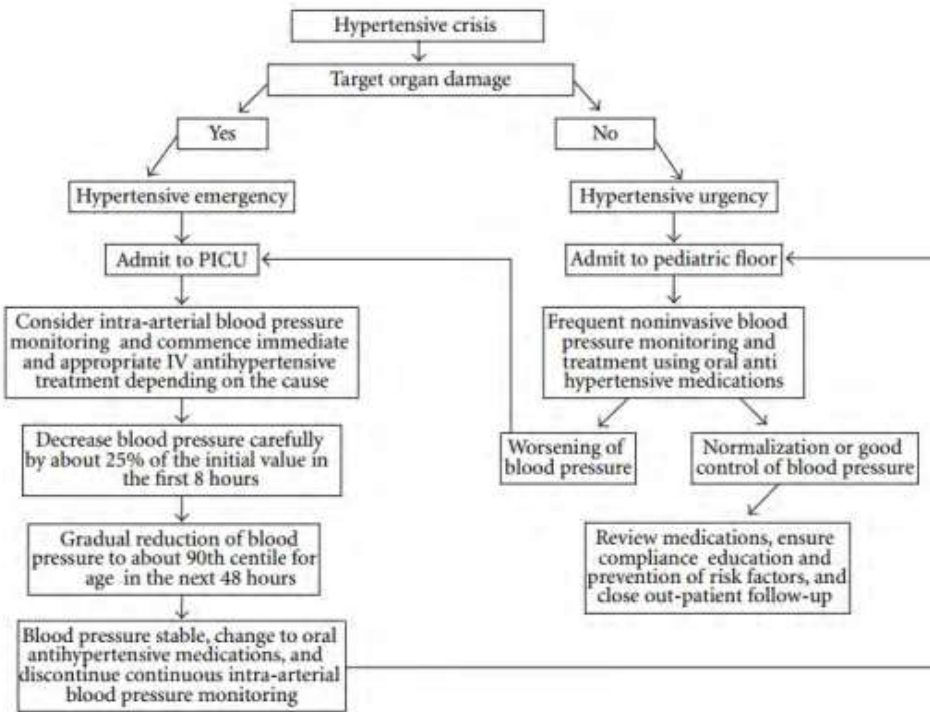 Hypertensive crisis
Target organ damage
Yes
No
Hypertensive emergency
Hypertensive urgency
Admit to PICU
Admit to pediatric floor
Consider intra-arterial blood pressure
monitoring and commence immediate
and appropriate IV antihypertensive
treatment depending on the cause
Frequent noninvasive blood
pressure monitoring and
treatment using oral anti
hypertensive medications
Decrease blood pressure carefully
by about 25% of the initial value in
the first 8 hours
Worsening of
blood pressure
Normalization or good
control of blood pressure
Gradual reduction of blood
pressure to about 90th centile for
age in the next 48 hours
Review medications, ensure
compliance education and
prevention of risk factors, and
close out-patient follow-up
Blood pressure stable, change to oral
antihypertensive medications, and
discontinue continuous intra-arterial
blood pressure monitoring